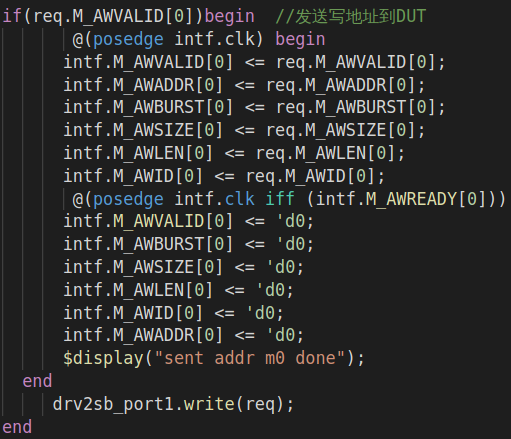 if(req.M_AWVALID[0])begin  //发送写地址到DUT
@(posedge intf.clk) begin
intf.M_AWVALID[0] <= req.M_AWVALID[0];
intf.M_AWADDR[0] <= req.M_AWADDR[0];
intf.M_AWBURST[0] <= req.M_AWBURST[0];
intf.M_AWSIZE[0] <= req.M_AWSIZE[0];
intf.M_AWLEN[0] <= req.M_AWLEN[0];
intf.M_AWID[0] <= req.M_AWID[0];
@(posedge intf.clk iff (intf.M_AWREADY[0]))
intf.M_AWVALID[0] <= 'd0;
intf.M_AWBURST[0] <= 'd0;
intf.M_AWSIZE[0] <= 'd0;
intf.M_AWLEN[0] <= 'd0;
intf.M_AWID[0] <= 'd0;
intf.M_AWADDR[0] <= 'd0;
$display("sent addr m0 done");
end
drv2sb_port1.write(req);
end